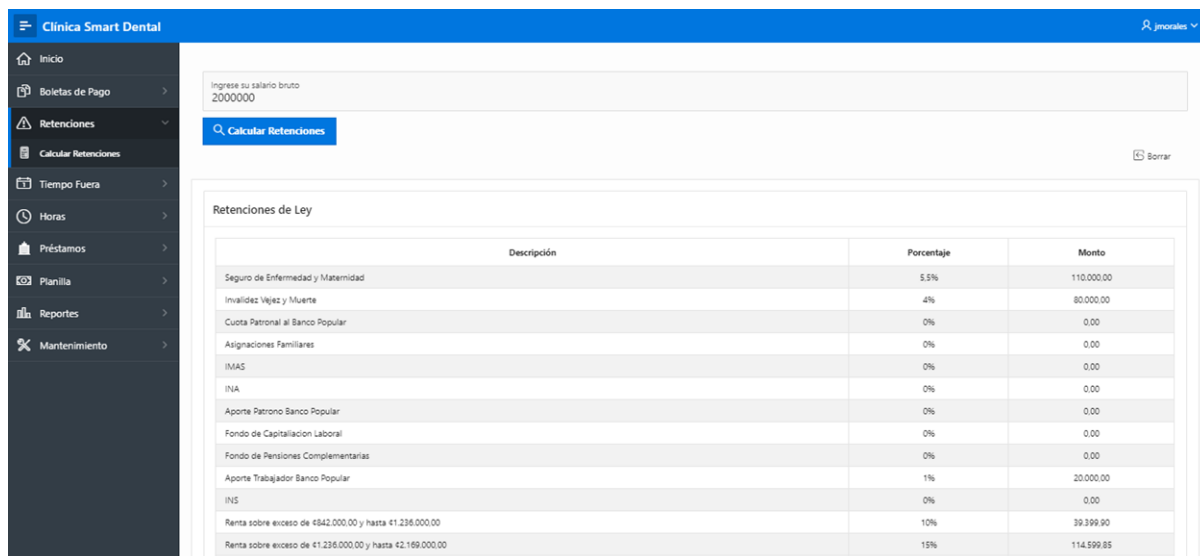 Clínica Smart Dental
jmorales
Inicio
Boletas de Pago
Retenciones
Calcular Retenciones
Tiempo Fuera
Horas
Préstamos
Planilla
Reportes
Mantenimiento
Ingrese su salario bruto
2000000
Calcular Retenciones
Borrar
Retenciones de Ley
Descripción Porcentaje Monto
Seguro de Enfermedad y Maternidad 5,5% 110.000,00
Invalidez Vejez y Muerte 4% 80.000,00
Cuota Patronal al Banco Popular 0% 0,00
Asignaciones Familiares 0% 0,00
IMAS 0% 0,00
INA 0% 0,00
Aporte Patrono Banco Popular 0% 0,00
Fondo de Capitaliacion Laboral 0% 0,00
Fondo de Pensiones Complementarias 0% 0,00
Aporte Trabajador Banco Popular 1% 20.000,00
INS 0% 0,00
Renta sobre exceso de ¢842.000,00 y hasta ¢1.236.000,00 10% 39.399,90
Renta sobre exceso de ¢1.236.000,00 y hasta ¢2.169.000,00 15% 114.599,85